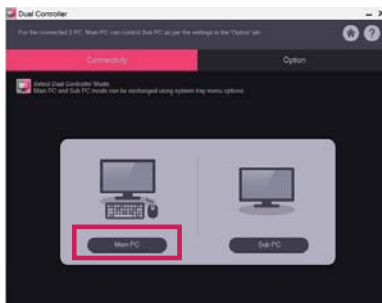 Dual Controller
For the connected 2 PC, Main PC can control Sub PC as per the settings in the 'Option' tab.
Connectivity
Option
Select Dual Controller Mode
Main PC and Sub PC mode can be exchanged using system tray menu options.
Main PC
Sub PC